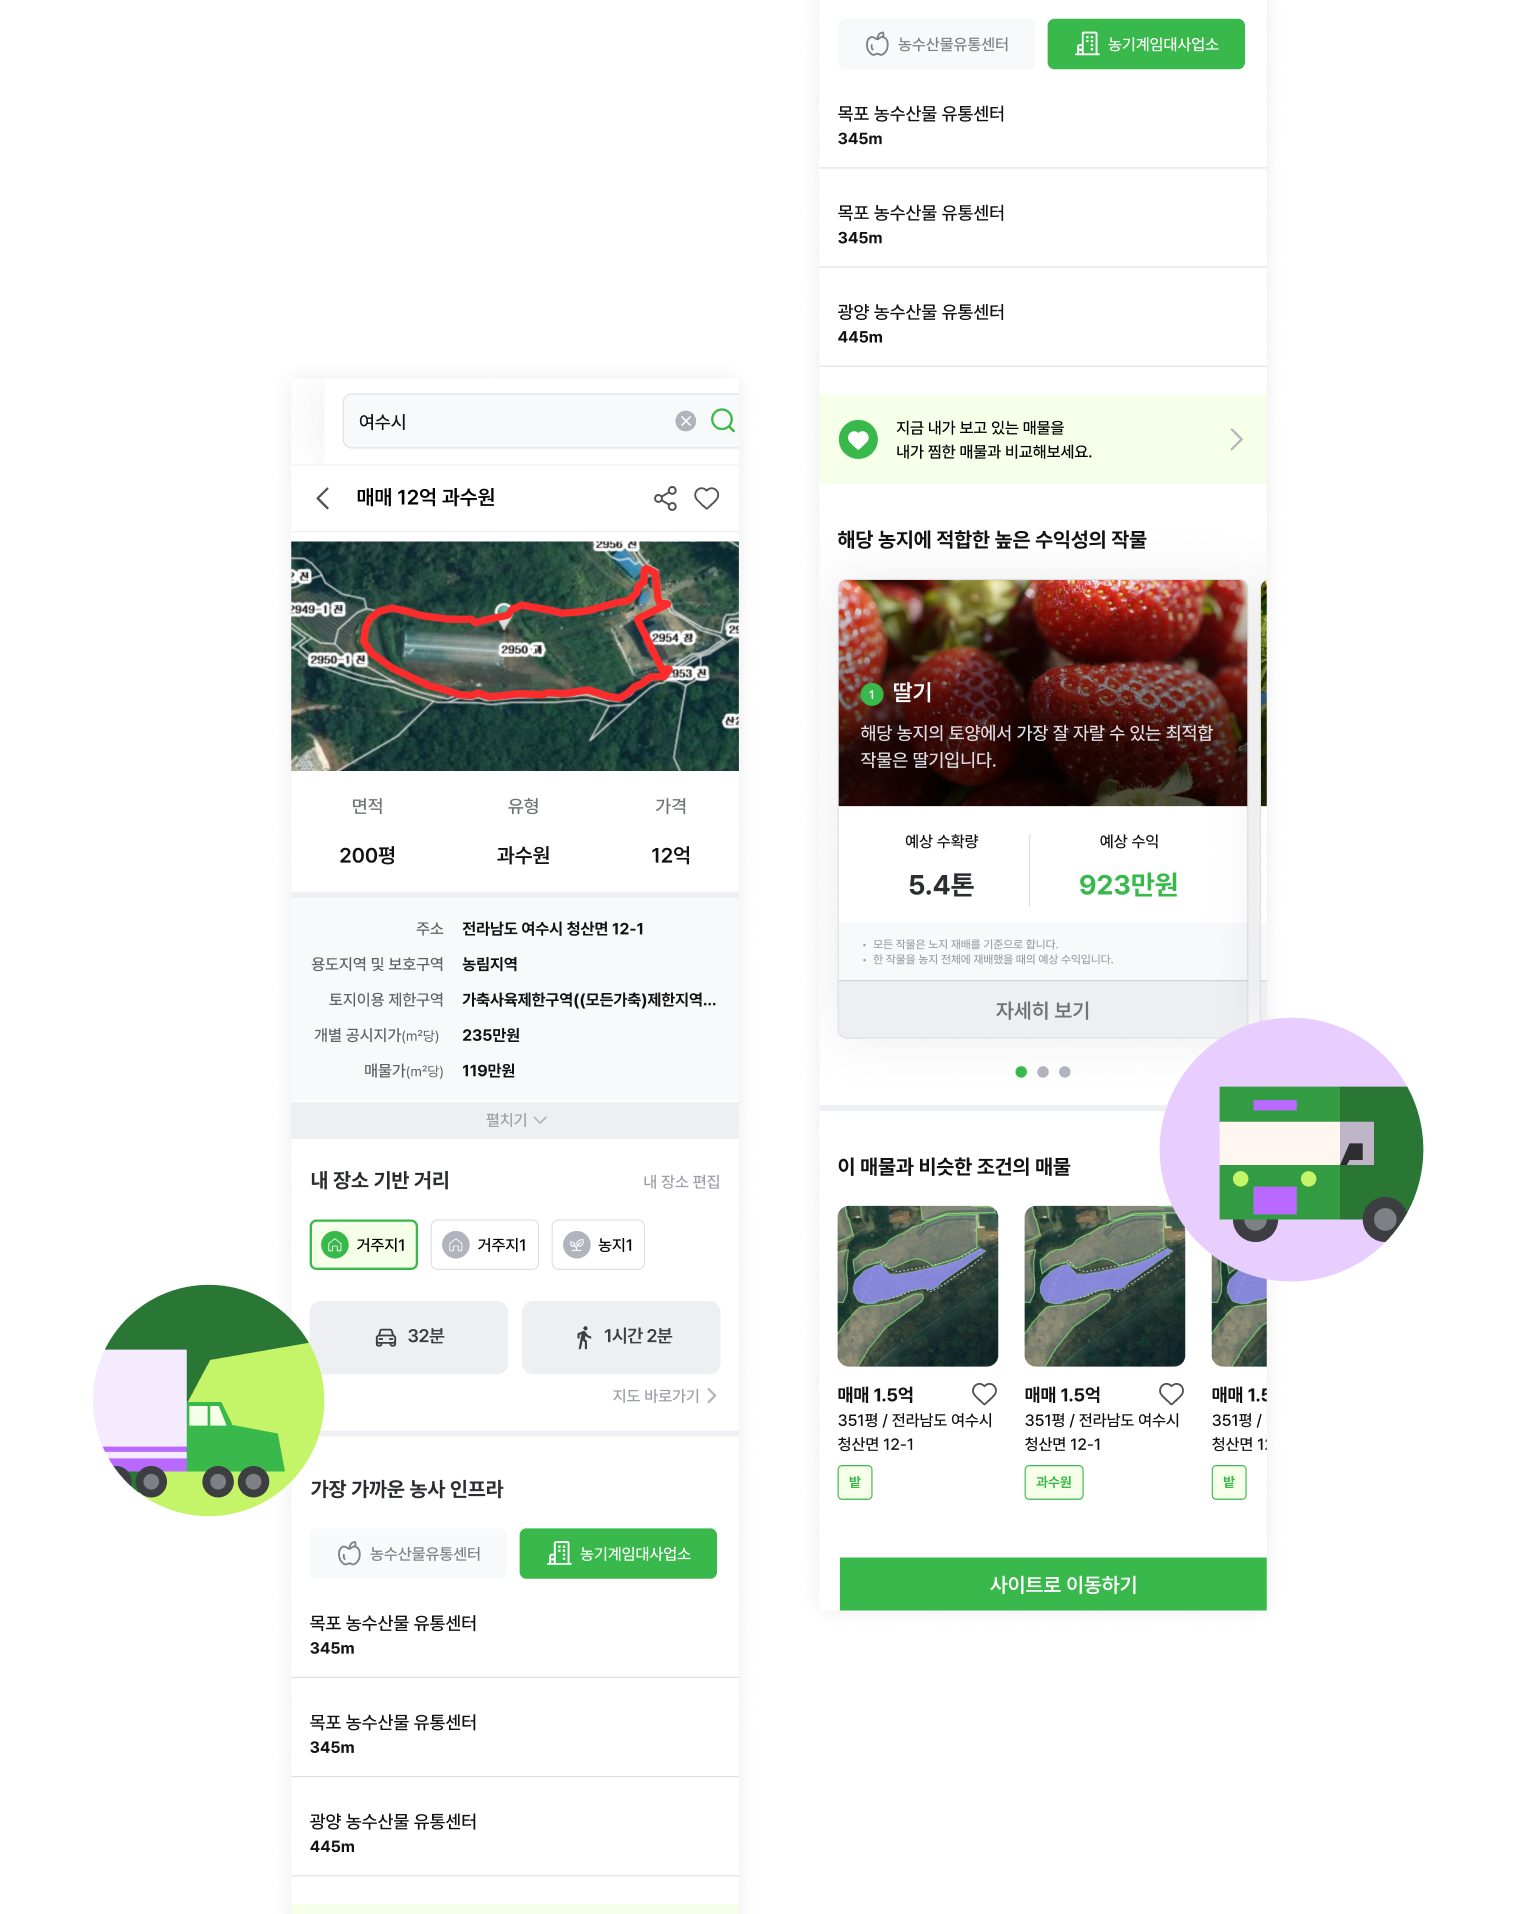 여수시
매매 12억 과수원
2956 전
2949-1 전
2950-1 전
2950 과
2954 장
면적
유형
가격
200평
과수원
12억
주소 전라남도 여수시 청산면 12-1
용도지역 및 보호구역 농림지역
토지이용 제한구역 가축사육제한구역((모든가축)제한지역...
개별 공시지가(m²당) 235만원
매물가(m²당) 119만원
펼치기
내 장소 기반 거리
내 장소 편집
거주지1
거주지1
농지1
32분
1시간 2분
지도 바로가기
가장 가까운 농사 인프라
농수산물유통센터
농기계임대사업소
목포 농수산물 유통센터
345m
목포 농수산물 유통센터
345m
광양 농수산물 유통센터
445m
농수산물유통센터
농기계임대사업소
목포 농수산물 유통센터
345m
목포 농수산물 유통센터
345m
광양 농수산물 유통센터
445m
지금 내가 보고 있는 매물을
내가 찜한 매물과 비교해보세요.
해당 농지에 적합한 높은 수익성의 작물
1 딸기
해당 농지의 토양에서 가장 잘 자랄 수 있는 최적합
작물은 딸기입니다.
예상 수확량
예상 수익
5.4톤
923만원
• 모든 작물은 노지 재배를 기준으로 합니다.
• 한 작물을 농지 전체에 재배했을 때의 예상 수익입니다.
자세히 보기
이 매물과 비슷한 조건의 매물
매매 1.5억
351평 / 전라남도 여수시
청산면 12-1
밭
매매 1.5억
351평 / 전라남도 여수시
청산면 12-1
과수원
매매 1.5
351평 /
청산면 1
밭
사이트로 이동하기